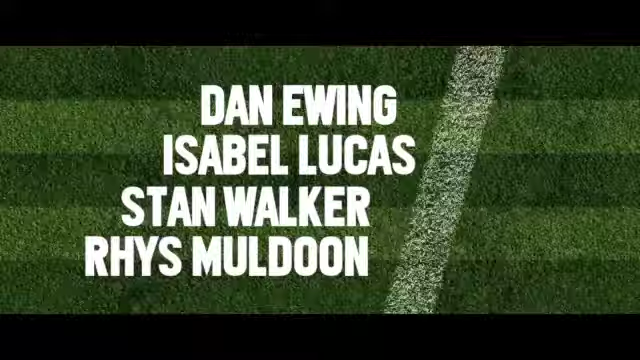 DAN EWING
ISABEL LUCAS
STAN WALKER
RHYS MULDOON